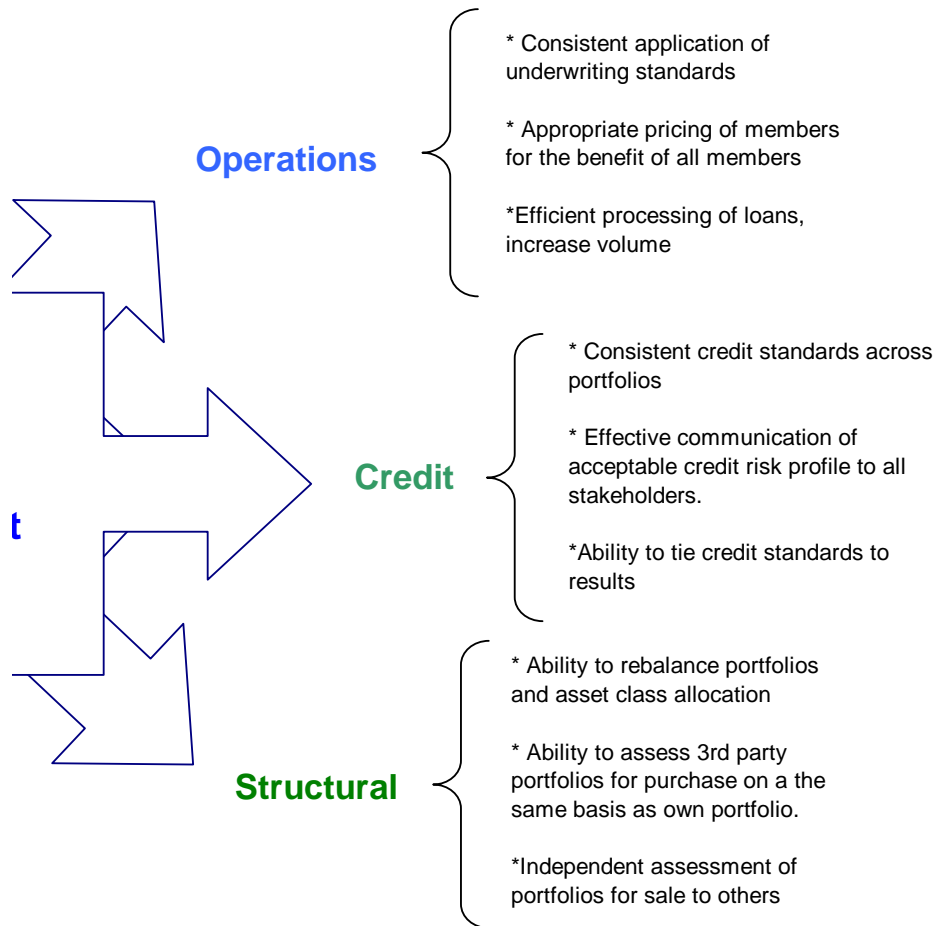 * Consistent application of
underwriting standards
* Appropriate pricing of members
for the benefit of all members
*Efficient processing of loans,
increase volume
Operations
* Consistent credit standards across
portfolios
* Effective communication of
acceptable credit risk profile to all
stakeholders.
*Ability to tie credit standards to
results
Credit
t
* Ability to rebalance portfolios
and asset class allocation
* Ability to assess 3rd party
portfolios for purchase on a the
same basis as own portfolio.
*Independent assessment of
portfolios for sale to others
Structural